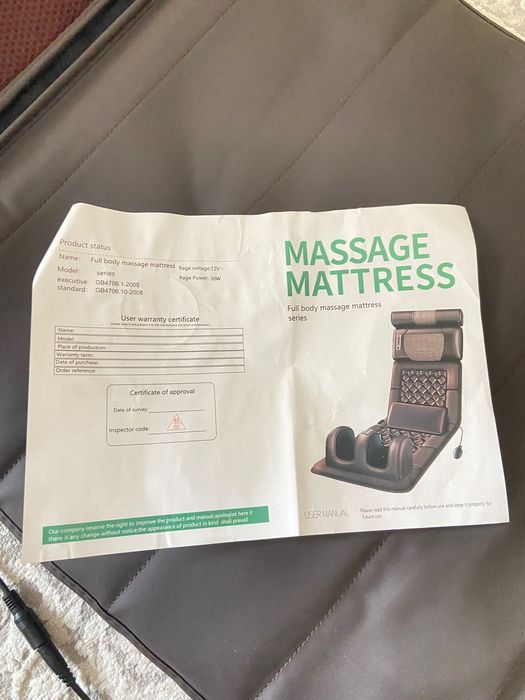 Product status
Name: Full body massage mattress Rage voltage:12V
Model: series Rage Power: 36W
executive GB4706.1-2005
standard: GB4706.10-2008
User warranty certificate
Name:
Model:
Place of production:
Warranty term:
Date of purchase:
Order reference:
Certificate of approval
Date of survey:
Inspector code:
Our company reserve the right to improve the product and manual,apologize here if
there is any change without notice,the appearance of product in kind shall prevail
MASSAGE
MATTRESS
Full body massage mattress
series
USER MANUAL
Please read this manual carefully before use and keep it properly for
future use.